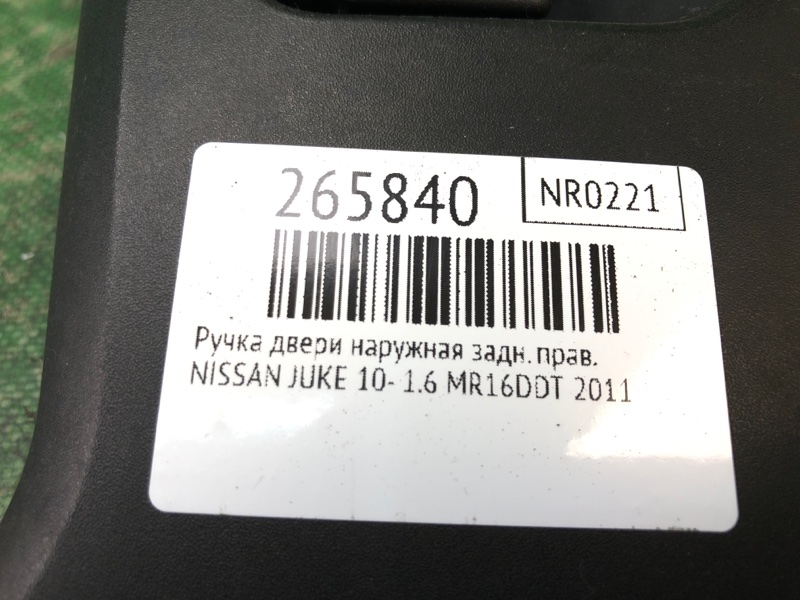 265840
NR0221
Ручка двери наружная задн. прав.
NISSAN JUKE 10- 1.6 MR16DDT 2011